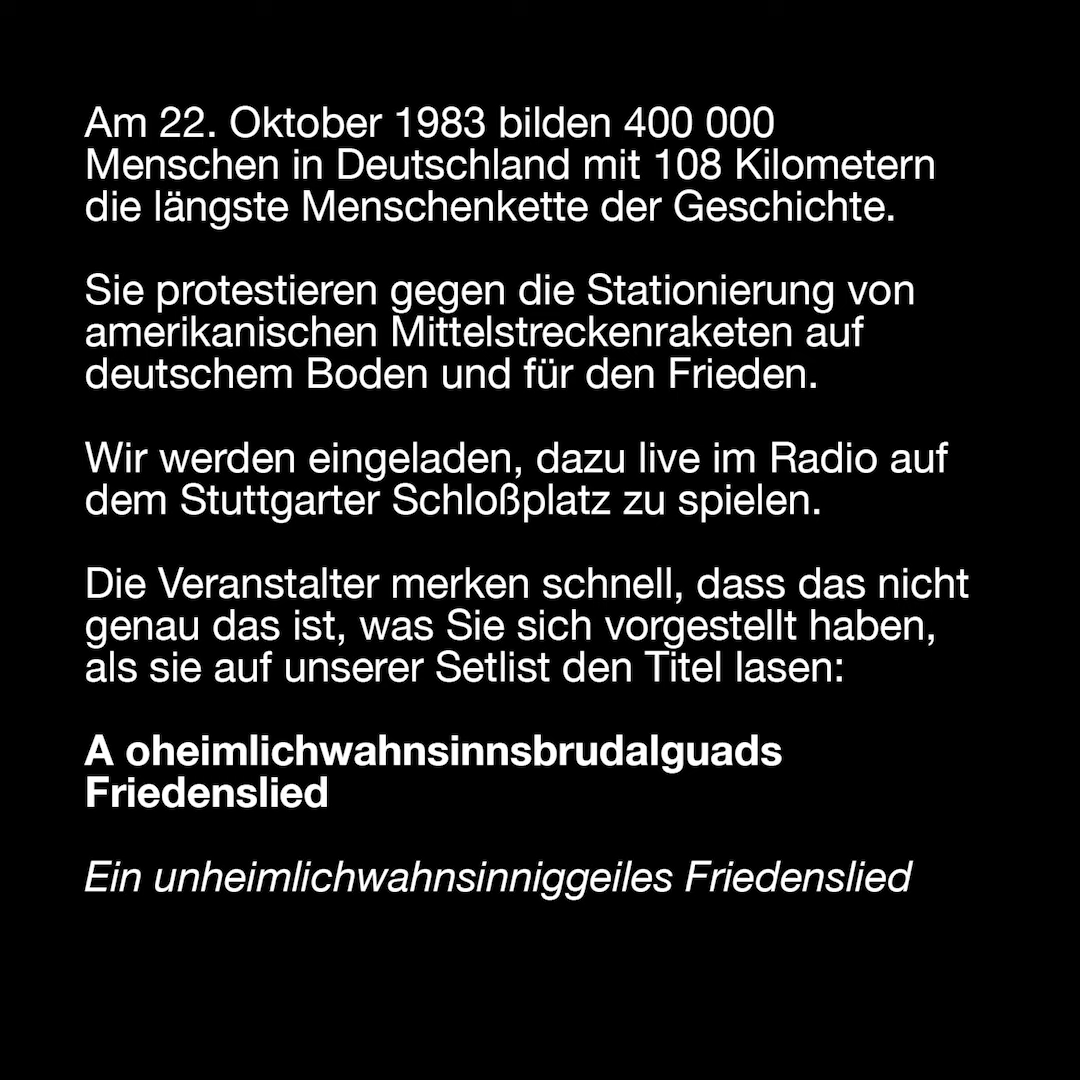 Am 22. Oktober 1983 bilden 400 000
Menschen in Deutschland mit 108 Kilometern
die längste Menschenkette der Geschichte.
Sie protestieren gegen die Stationierung von
amerikanischen Mittelstreckenraketen auf
deutschem Boden und für den Frieden.
Wir werden eingeladen, dazu live im Radio auf
dem Stuttgarter Schloßplatz zu spielen.
Die Veranstalter merken schnell, dass das nicht
genau das ist, was Sie sich vorgestellt haben,
als sie auf unserer Setlist den Titel lasen:
A oheimlichwahnsinnsbrudalguads
Friedenslied
Ein unheimlichwahnsinniggeiles Friedenslied